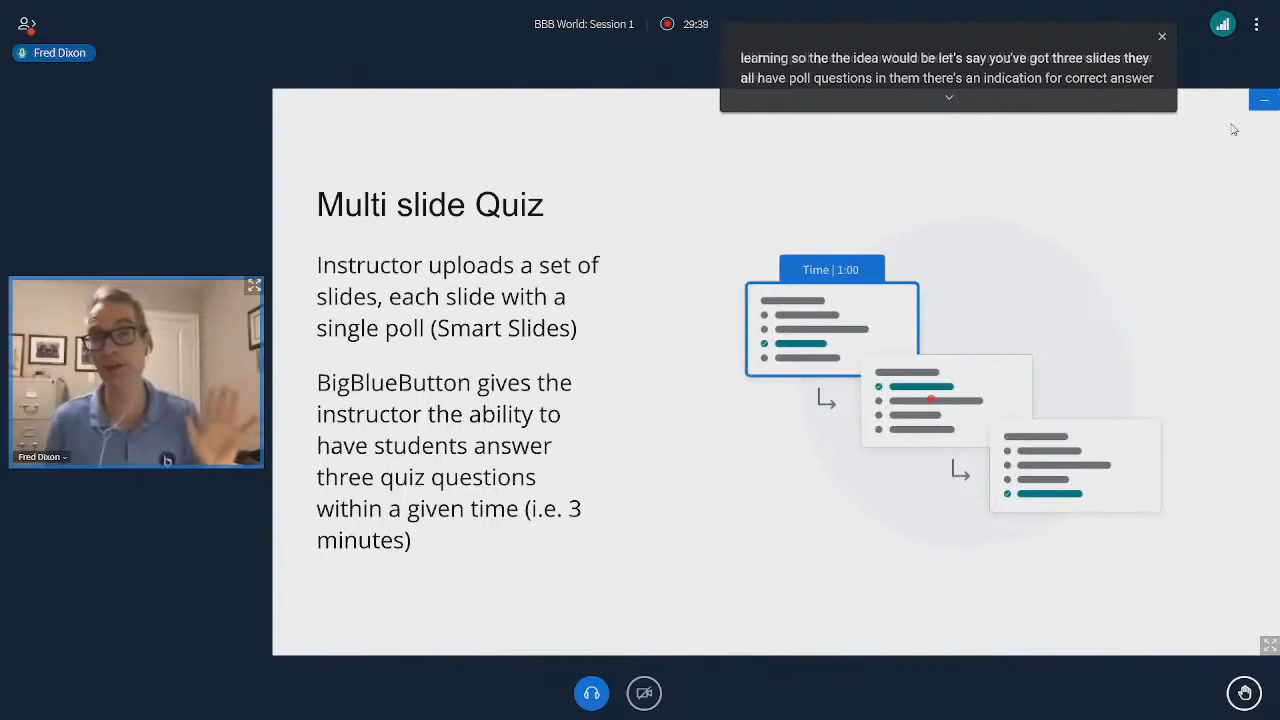 BBB World: Session 1
29:39
Fred Dixon
learning so the the idea would be let's say you've got three slides they
all have poll questions in them there's an indication for correct answer
Multi slide Quiz
Instructor uploads a set of
slides, each slide with a
single poll (Smart Slides)
BigBlueButton gives the
instructor the ability to
have students answer
three quiz questions
within a given time (i.e. 3
minutes)
Time | 1:00
Fred Dixon